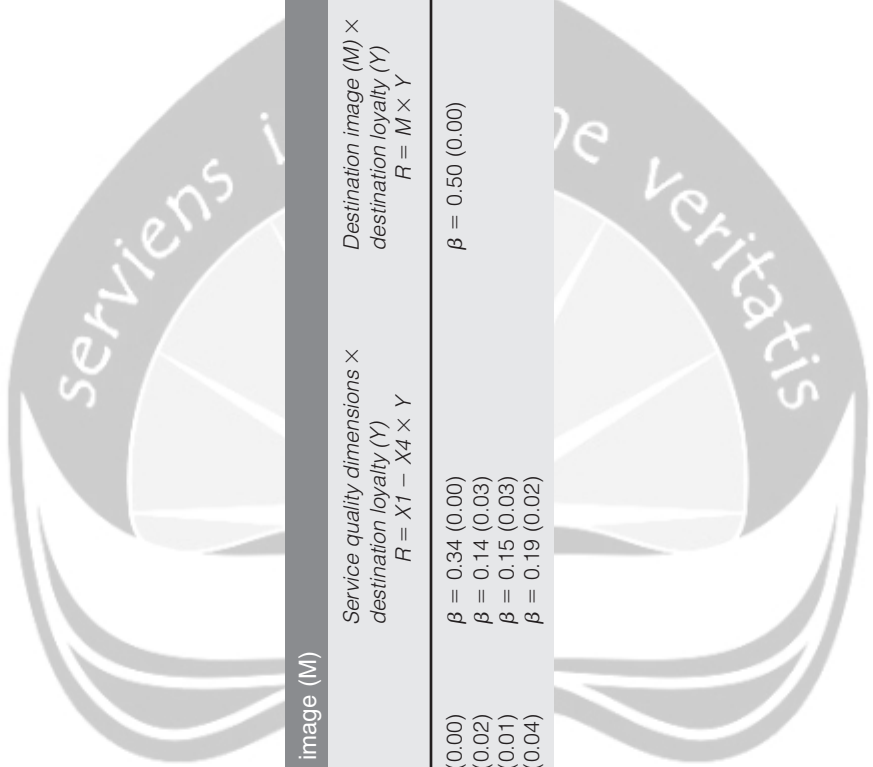 serviens i
ne veritatis
image (M)
Service quality dimensions ×
destination loyalty (Y)
R = X1 − X4 × Y
Destination image (M) ×
destination loyalty (Y)
R = M × Y
(0.00) β = 0.34 (0.00) β = 0.50 (0.00)
(0.02) β = 0.14 (0.03)
(0.01) β = 0.15 (0.03)
(0.04) β = 0.19 (0.02)